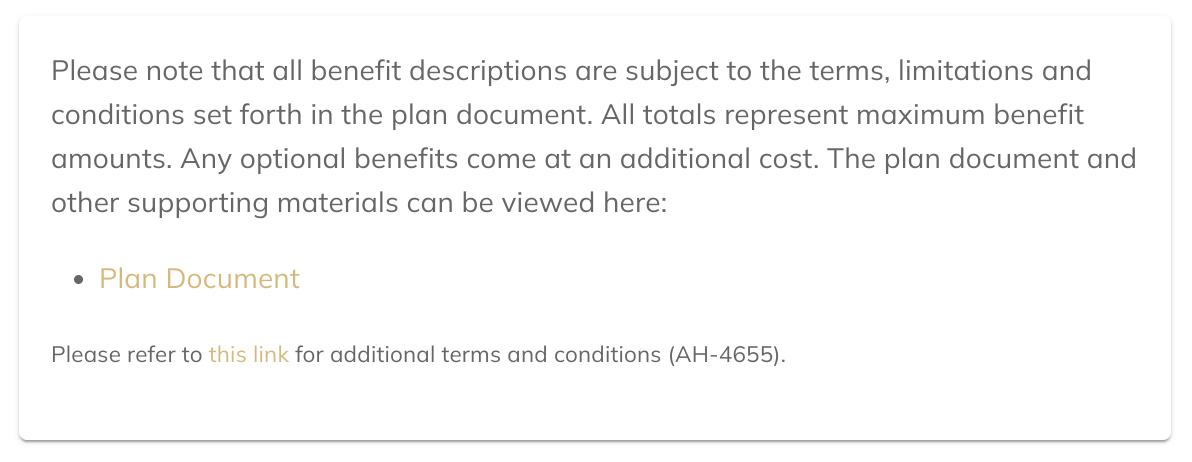 Please note that all benefit descriptions are subject to the terms, limitations and
conditions set forth in the plan document. All totals represent maximum benefit
amounts. Any optional benefits come at an additional cost. The plan document and
other supporting materials can be viewed here:
• Plan Document
Please refer to this link for additional terms and conditions (AH-4655).